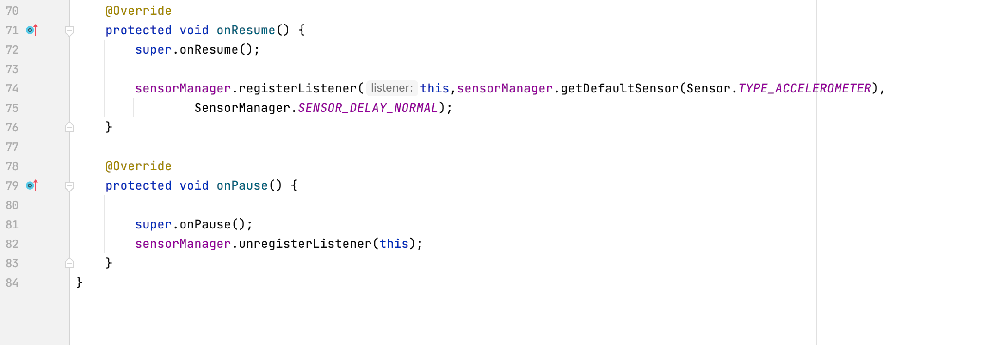 70 @Override
71 protected void onResume() {
72 super.onResume();
73
74 sensorManager.registerListener( listener: this,sensorManager.getDefaultSensor(Sensor.TYPE_ACCELEROMETER),
75 SensorManager.SENSOR_DELAY_NORMAL);
76 }
77
78 @Override
79 protected void onPause() {
80
81 super.onPause();
82 sensorManager.unregisterListener(this);
83 }
84 }